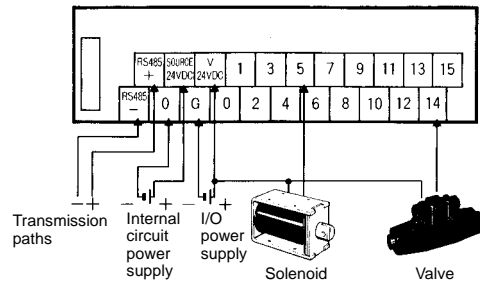 RS485 + SOURCE 24VDC V 24VDC 1 3 5 7 9 11 13 15
RS485 – 0 G 0 2 4 6 8 10 12 14
– + – + – +
Transmission paths
Internal circuit power supply
I/O power supply
Solenoid
Valve